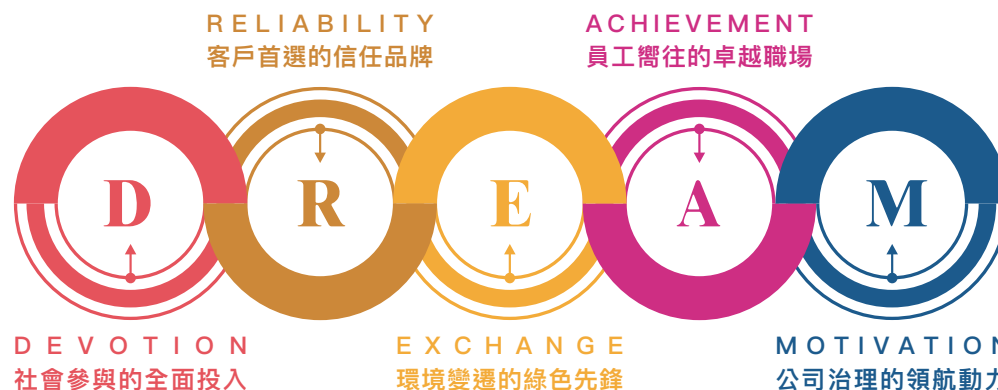 RELIABILITY
客戶首選的信任品牌
ACHIEVEMENT
員工嚮往的卓越職場
D
R
E
A
M
DEVOTION
社會參與的全面投入
EXCHANGE
環境變遷的綠色先鋒
MOTIVATION
公司治理的領航動力